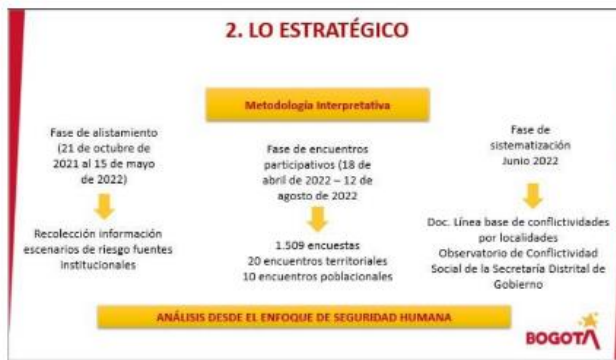 2. LO ESTRATÉGICO
Metodología Interpretativa
Fase de alistamiento
(21 de octubre de
2021 al 15 de mayo
de 2022)
Recolección información
escenarios de riesgo fuentes
Institucionales
Fase de encuentros
participativos (18 de
abril de 2022 – 12 de
agosto de 2022
1.509 encuestas
20 encuentros territoriales
10 encuentros poblacionales
Fase de
sistematización
Junio 2022
Doc. Línea base de conflictividades
por localidades
Observatorio de Conflictividad
Social de la Secretaría Distrital de
Gobierno
ANÁLISIS DESDE EL ENFOQUE DE SEGURIDAD HUMANA
BOGOTÁ